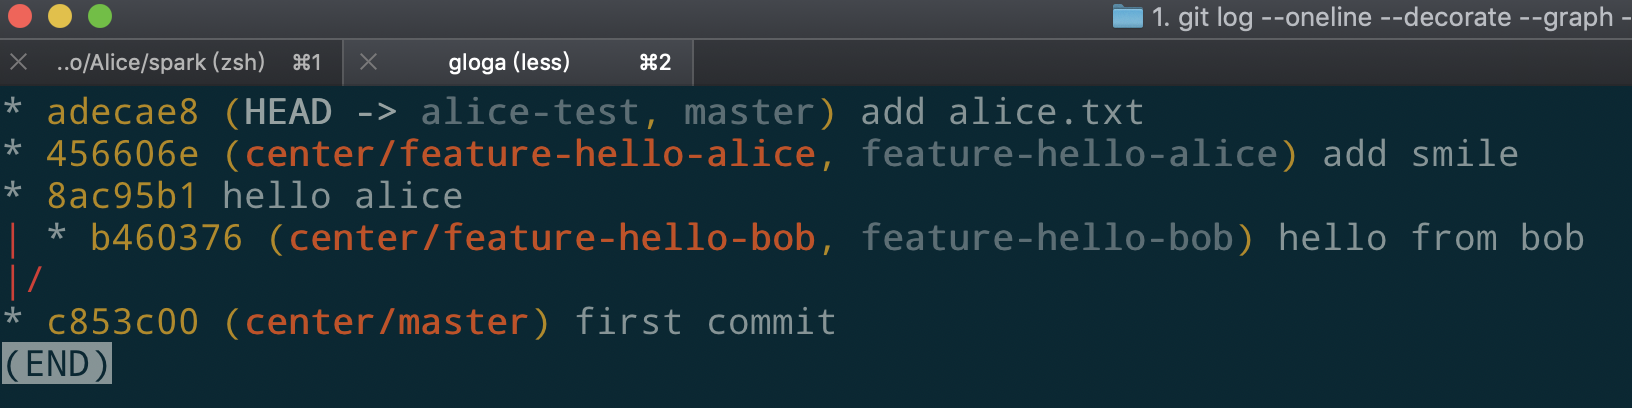 1. git log --oneline --decorate --graph -
..o/Alice/spark (zsh) ⌘1 gloga (less) ⌘2
* adecae8 (HEAD -> alice-test, master) add alice.txt
* 456606e (center/feature-hello-alice, feature-hello-alice) add smile
* 8ac95b1 hello alice
| * b460376 (center/feature-hello-bob, feature-hello-bob) hello from bob
|/
* c853c00 (center/master) first commit
(END)